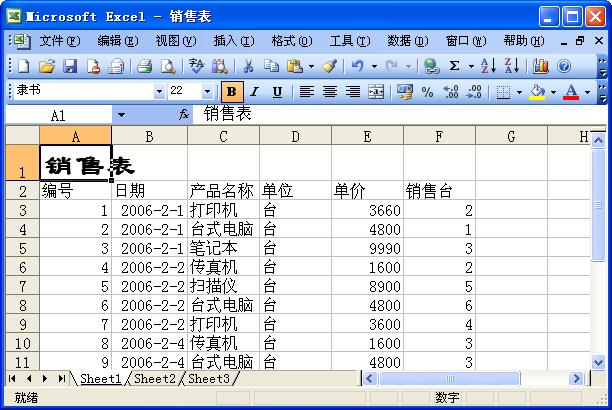 Microsoft Excel - 销售表
文件(F) 编辑(E) 视图(V) 插入(I) 格式(O) 工具(T) 数据(D) 窗口(W) 帮助(H)
隶书 22 B I U
A1 fx 销售表
A B C D E F G H
1 销售表
2 编号 日期 产品名称 单位 单价 销售台
3 1 2006-2-1 打印机 台 3660 2
4 2 2006-2-1 台式电脑 台 4800 1
5 3 2006-2-1 笔记本 台 9990 3
6 4 2006-2-2 传真机 台 1600 2
7 5 2006-2-2 扫描仪 台 8900 5
8 6 2006-2-2 台式电脑 台 4800 6
9 7 2006-2-2 打印机 台 3600 4
10 8 2006-2-4 传真机 台 1600 3
11 9 2006-2-4 台式电脑 台 4800 3
Sheet1 Sheet2 Sheet3
就绪 数字